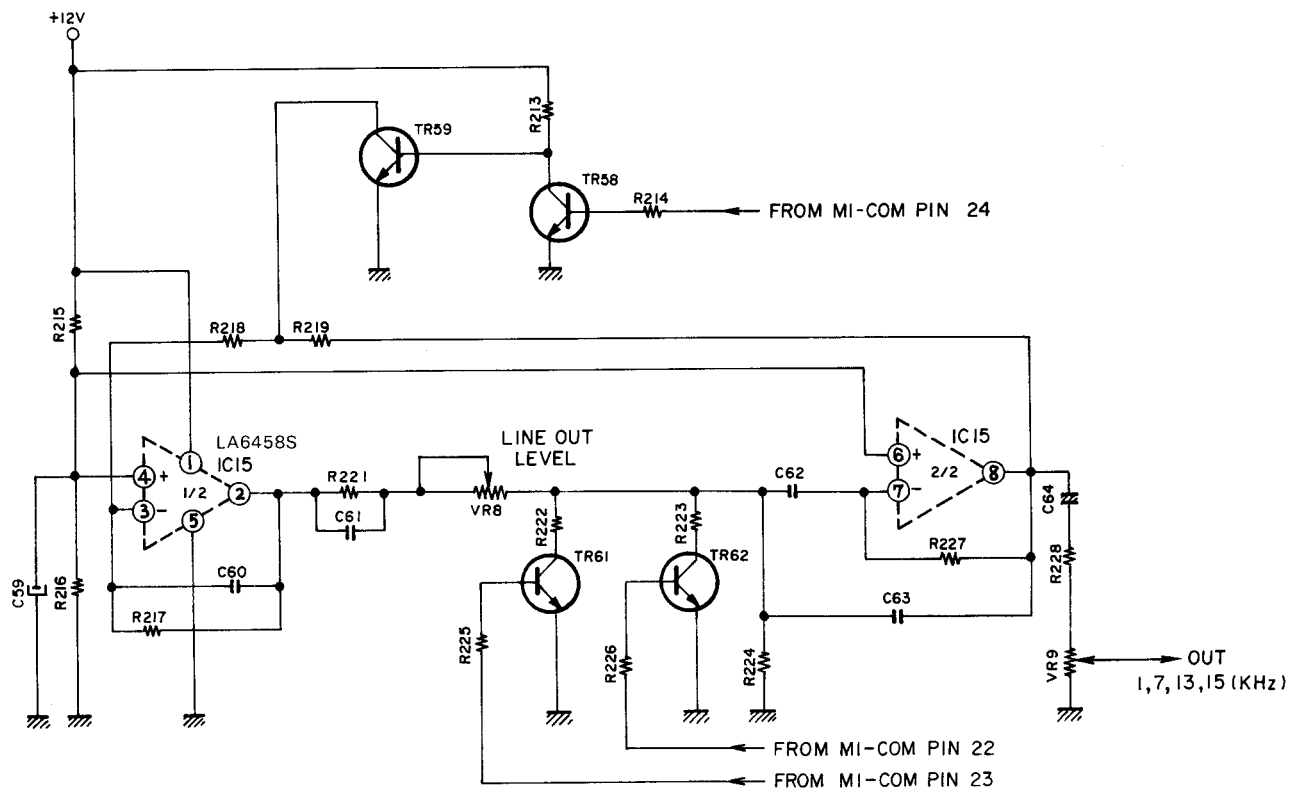 +12V
R213
TR59
TR58
R214
FROM MI-COM PIN 24
R215
R218
R219
LA6458S
IC15
1/2
1
2
3
4
5
+
-
R221
C61
LINE OUT
LEVEL
VR8
C62
IC15
2/2
6
7
8
+
-
C64
R222
R223
TR61
TR62
R227
R228
C59
R216
C60
R217
C63
R225
R226
R224
VR9
OUT
1,7,13,15 (KHz)
FROM MI-COM PIN 22
FROM MI-COM PIN 23